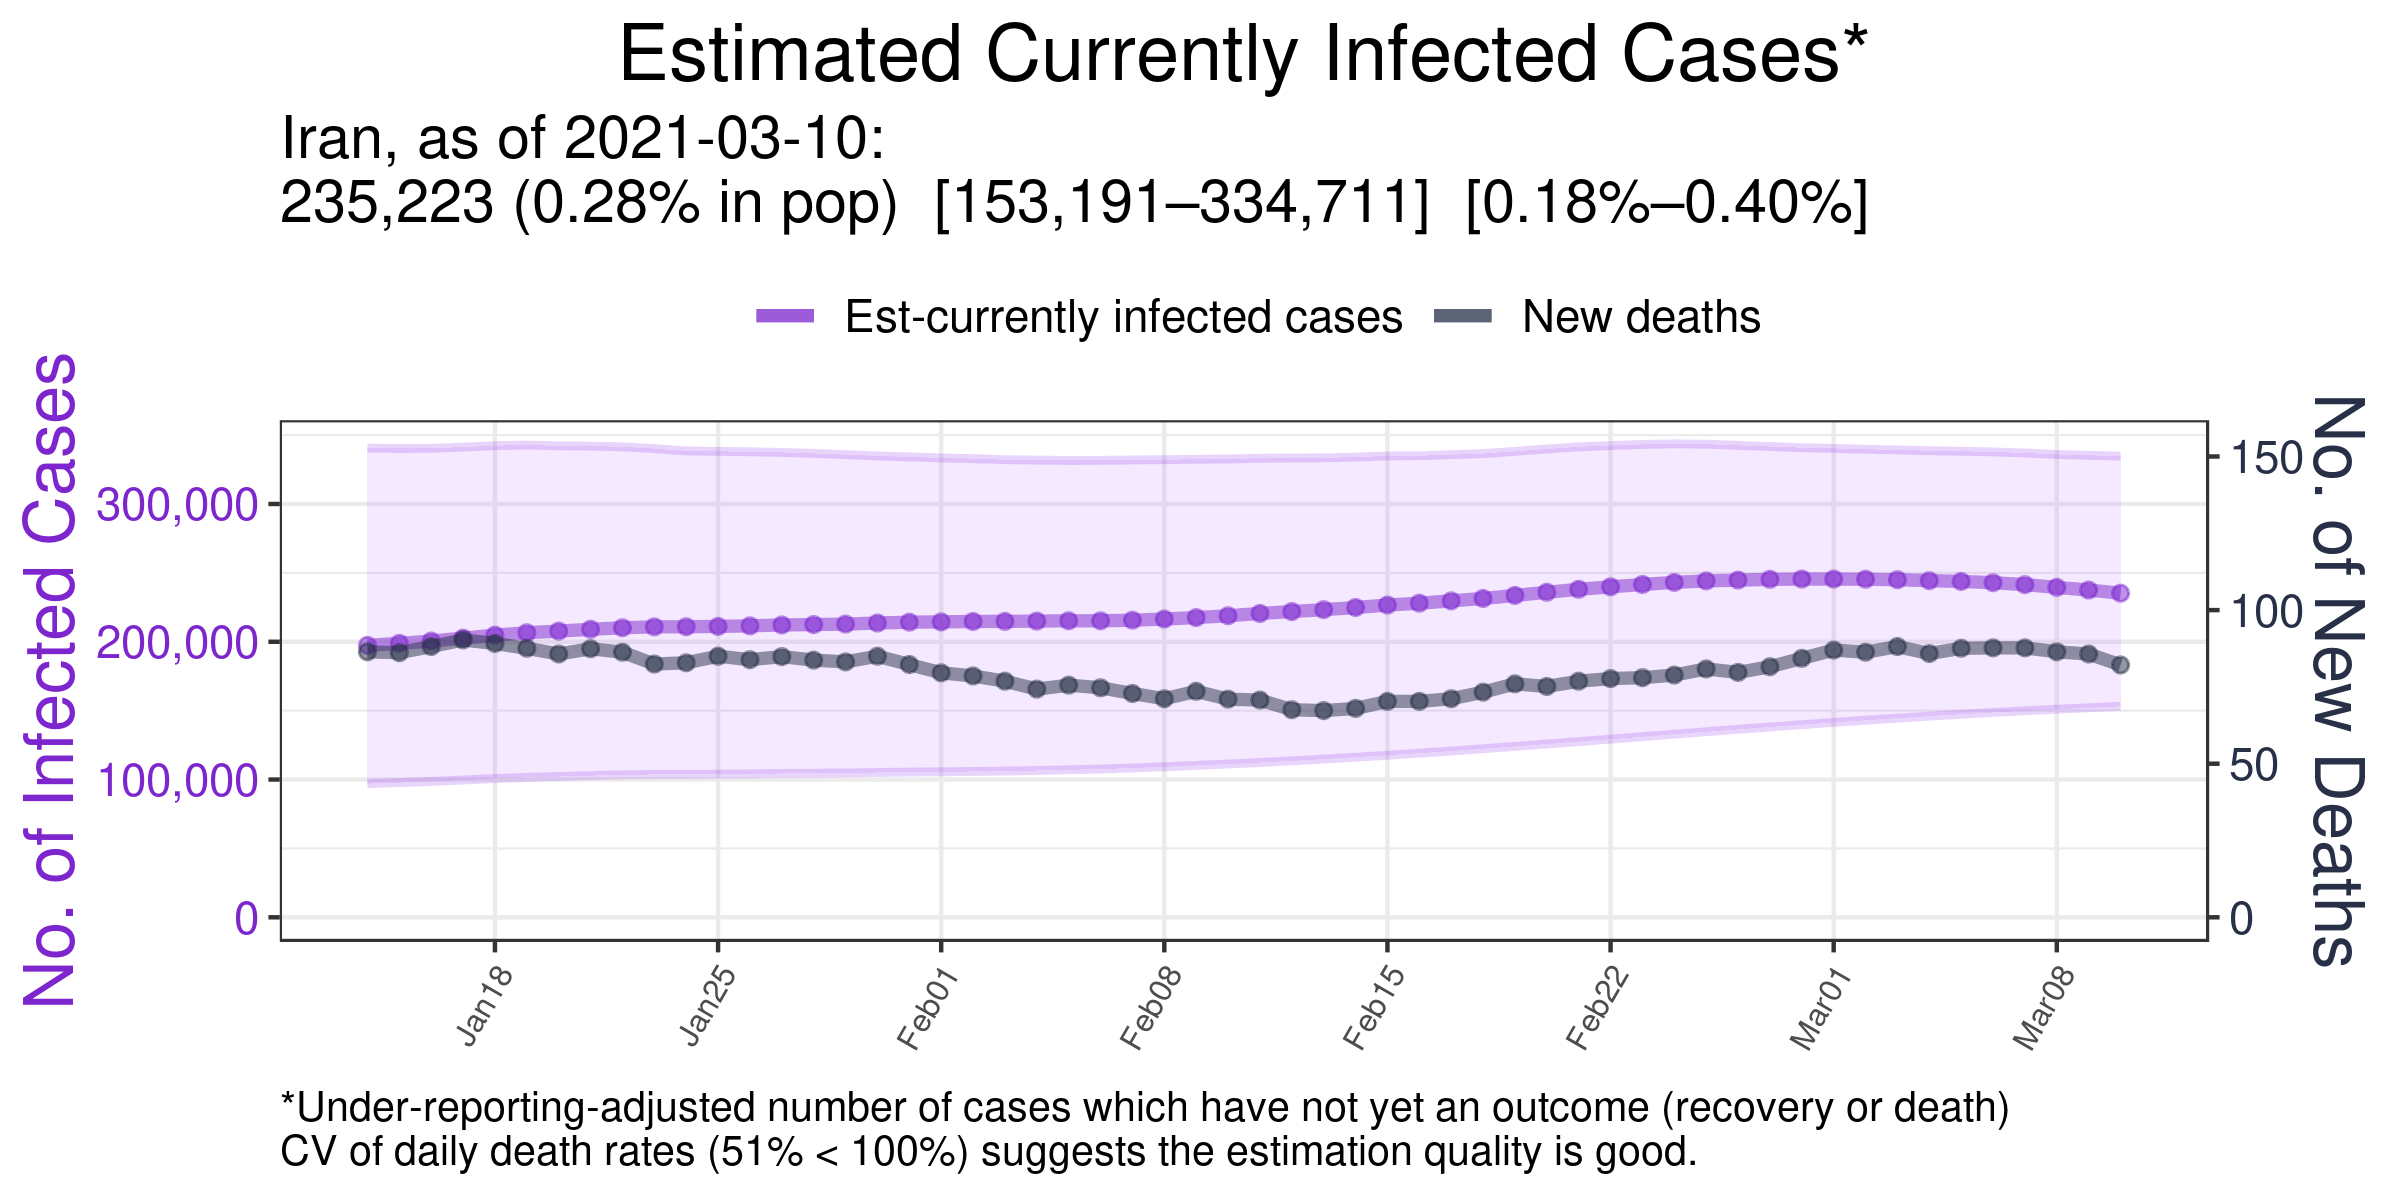 Estimated Currently Infected Cases*
Iran, as of 2021-03-10:
235,223 (0.28% in pop)  [153,191–334,711]  [0.18%–0.40%]
Est-currently infected cases
New deaths
No. of Infected Cases
300,000
200,000
100,000
0
150
100
50
0
No. of New Deaths
Jan18
Jan25
Feb01
Feb08
Feb15
Feb22
Mar01
Mar08
*Under-reporting-adjusted number of cases which have not yet an outcome (recovery or death)
CV of daily death rates (51% < 100%) suggests the estimation quality is good.